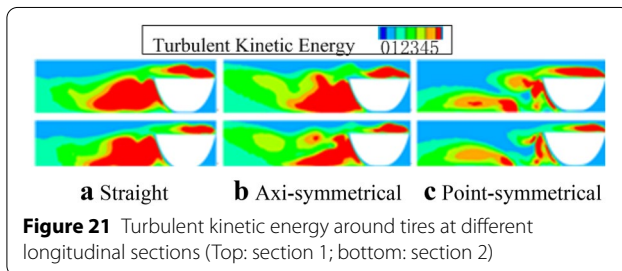 Turbulent Kinetic Energy 012345
a Straight b Axi-symmetrical c Point-symmetrical
Figure 21 Turbulent kinetic energy around tires at different
longitudinal sections (Top: section 1; bottom: section 2)